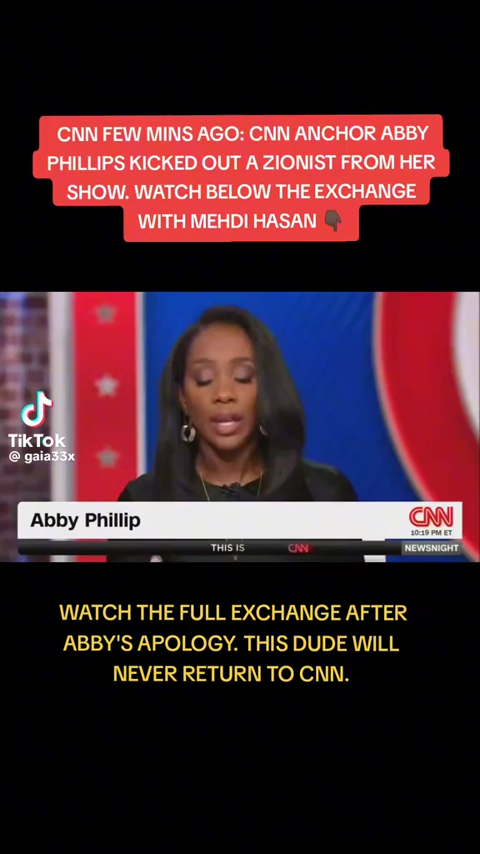 CNN FEW MINS AGO: CNN ANCHOR ABBY
PHILLIPS KICKED OUT A ZIONIST FROM HER
SHOW. WATCH BELOW THE EXCHANGE
WITH MEHDI HASAN 👇🏿
TikTok
@ gaia33x
Abby Phillip
CNN
10:19 PM ET
THIS IS CNN
NEWSNIGHT
WATCH THE FULL EXCHANGE AFTER
ABBY'S APOLOGY. THIS DUDE WILL
NEVER RETURN TO CNN.